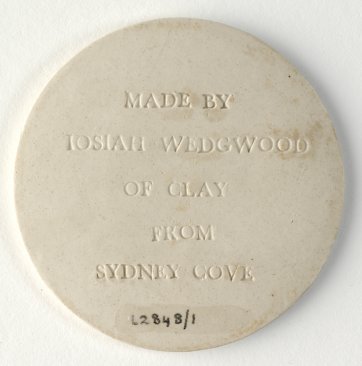 MADE BY
IOSIAH WEDGWOOD
OF CLAY
FROM
SYDNEY COVE
L2848/1